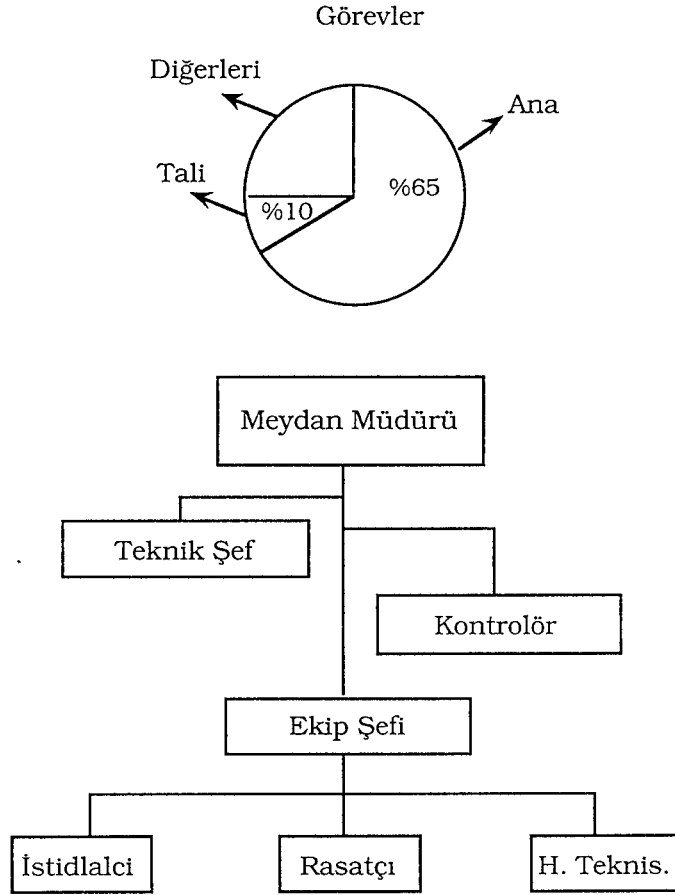 Görevler
Diğerleri
Ana
Tali
%65
%10
Meydan Müdürü
Teknik Şef
Kontrolör
Ekip Şefi
İstidlalci
Rasatçı
H. Teknis.